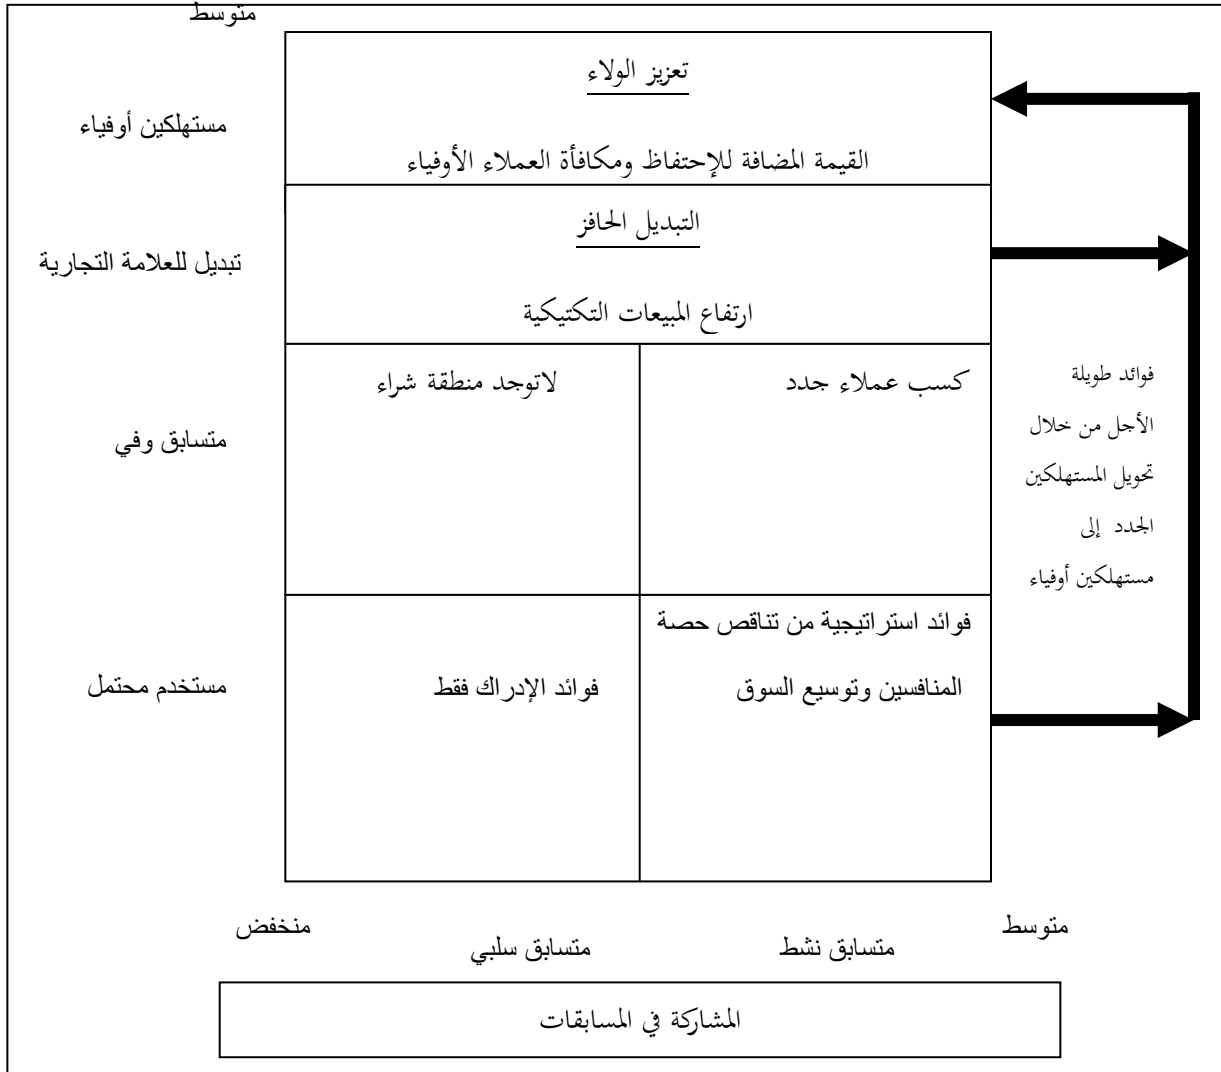 متوسط
تعزيز الولاء
مستهلكين أوفياء
القيمة المضافة للإحتفاظ ومكافأة العملاء الأوفياء
التبديل الحافز
تبديل للعلامة التجارية
ارتفاع المبيعات التكتيكية
كسب عملاء جدد
لاتوجد منطقة شراء
متسابق وفي
فوائد طويلة
الأجل من خلال
تحويل المستهلكين
الجدد إلى
مستهلكين أوفياء
فوائد استراتيجية من تناقص حصة
المنافسين وتوسيع السوق
فوائد الإدراك فقط
مستخدم محتمل
متوسط
متسابق نشط
متسابق سلبي
منخفض
المشاركة في المسابقات